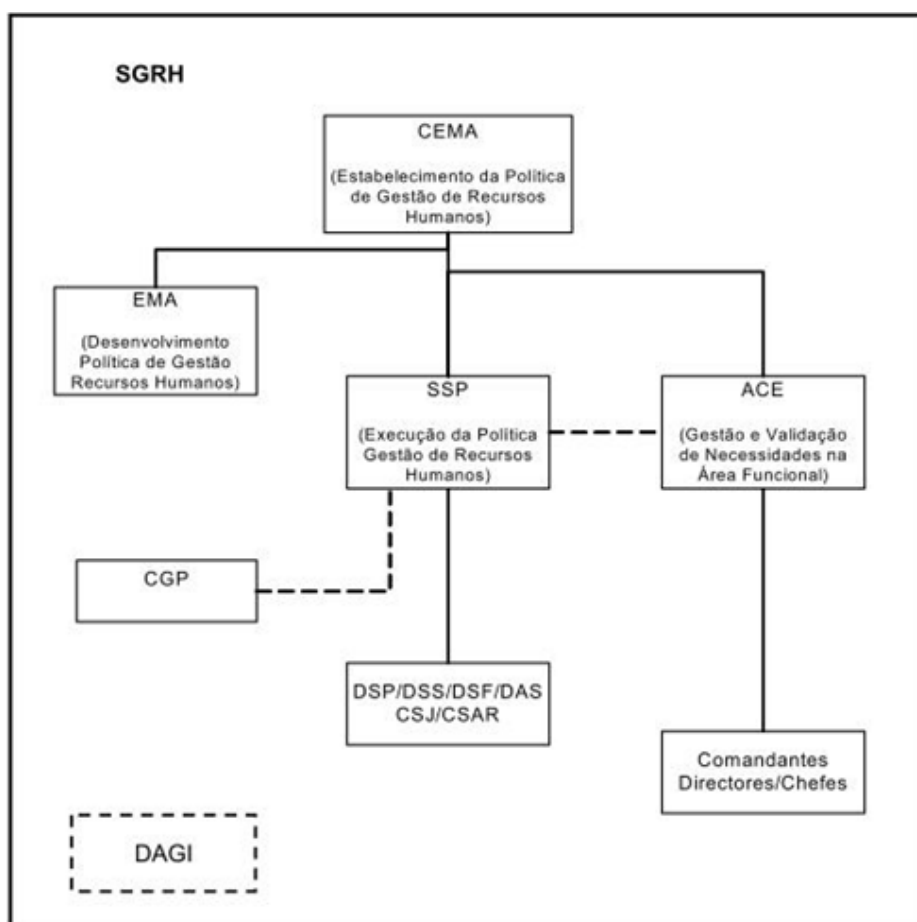 SGRH
CEMA
(Estabelecimento da Política
de Gestão de Recursos
Humanos)
EMA
(Desenvolvimento
Política de Gestão
Recursos Humanos)
SSP
(Execução da Política
Gestão de Recursos
Humanos)
ACE
(Gestão e Validação
de Necessidades na
Área Funcional)
CGP
DSP/DSS/DSF/DAS
CSJ/CSAR
Comandantes
Directores/Chefes
DAGI